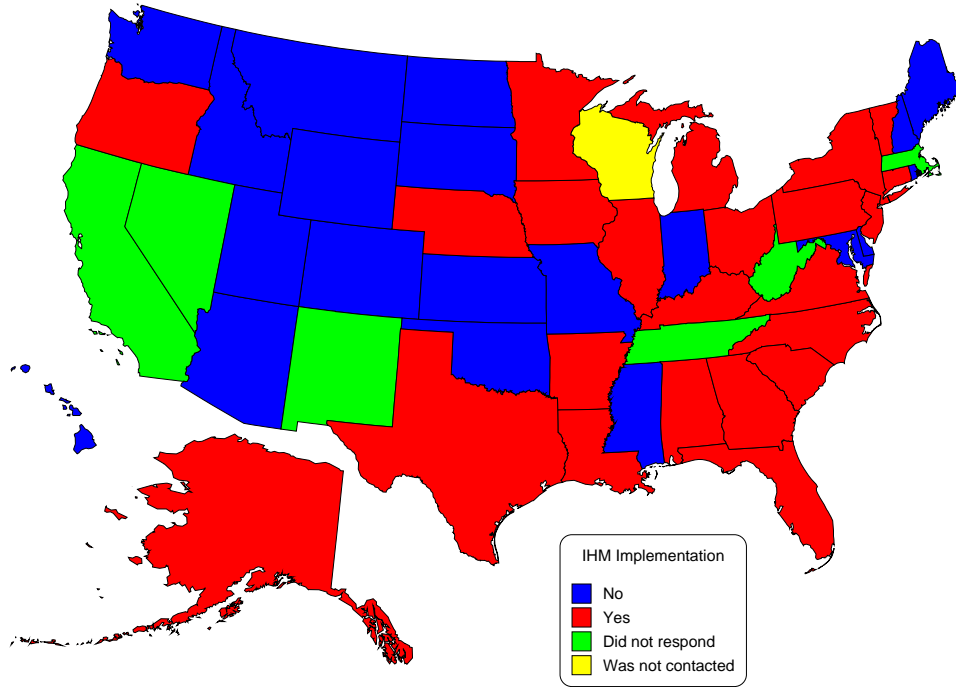 IHM Implementation
No
Yes
Did not respond
Was not contacted